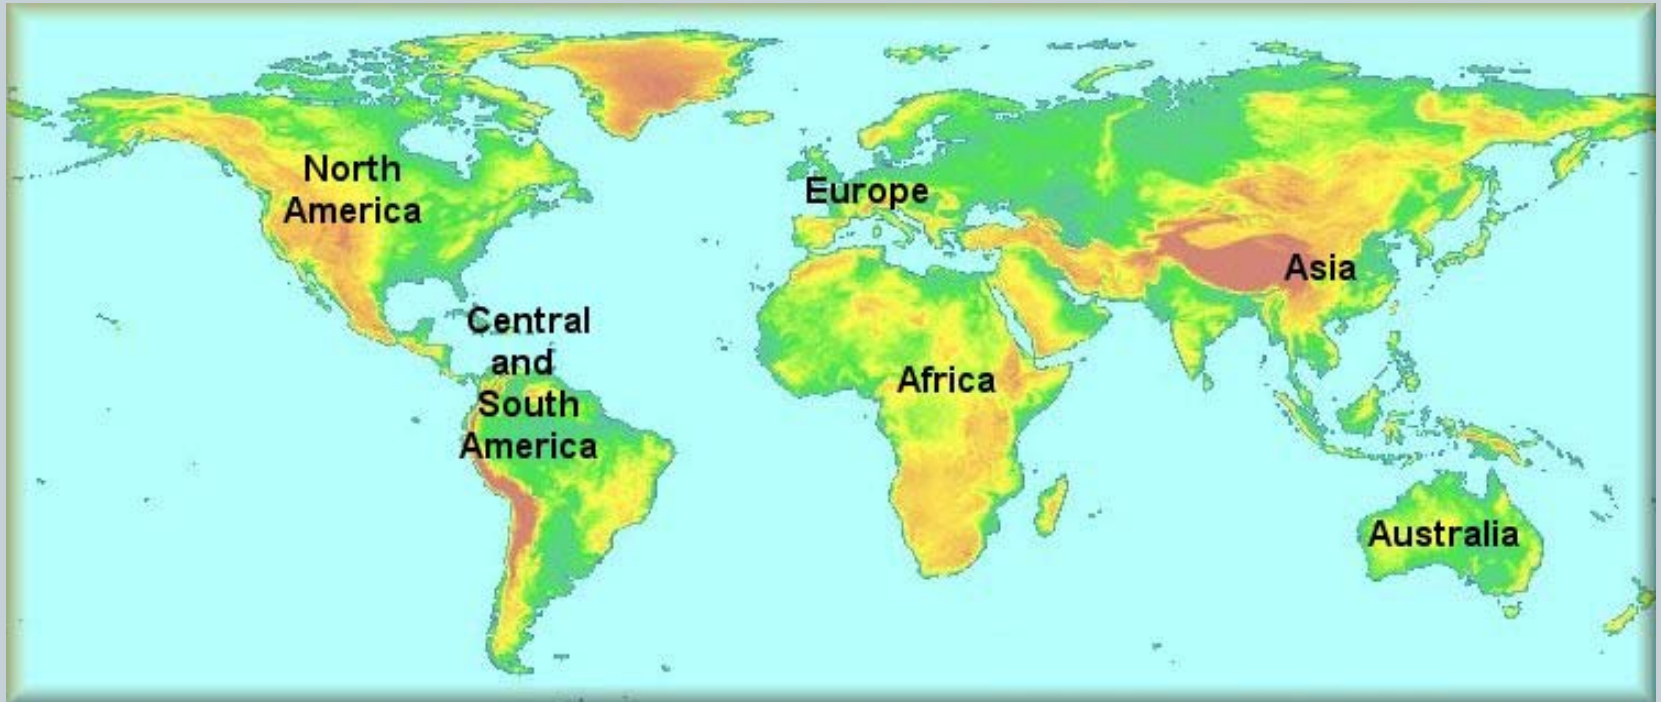 North
America
Central
and
South
America
Europe
Africa
Asia
Australia